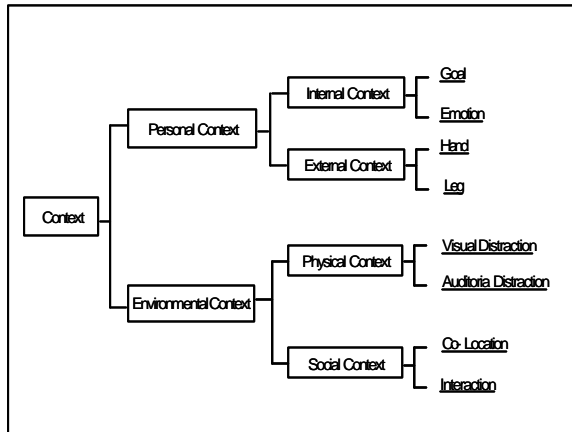 Goal
Internal Context
Emotion
Personal Context
Hand
External Context
Leg
Context
Visual Distraction
Physical Context
Auditoria Distraction
Environmental Context
Co- Location
Social Context
Interaction